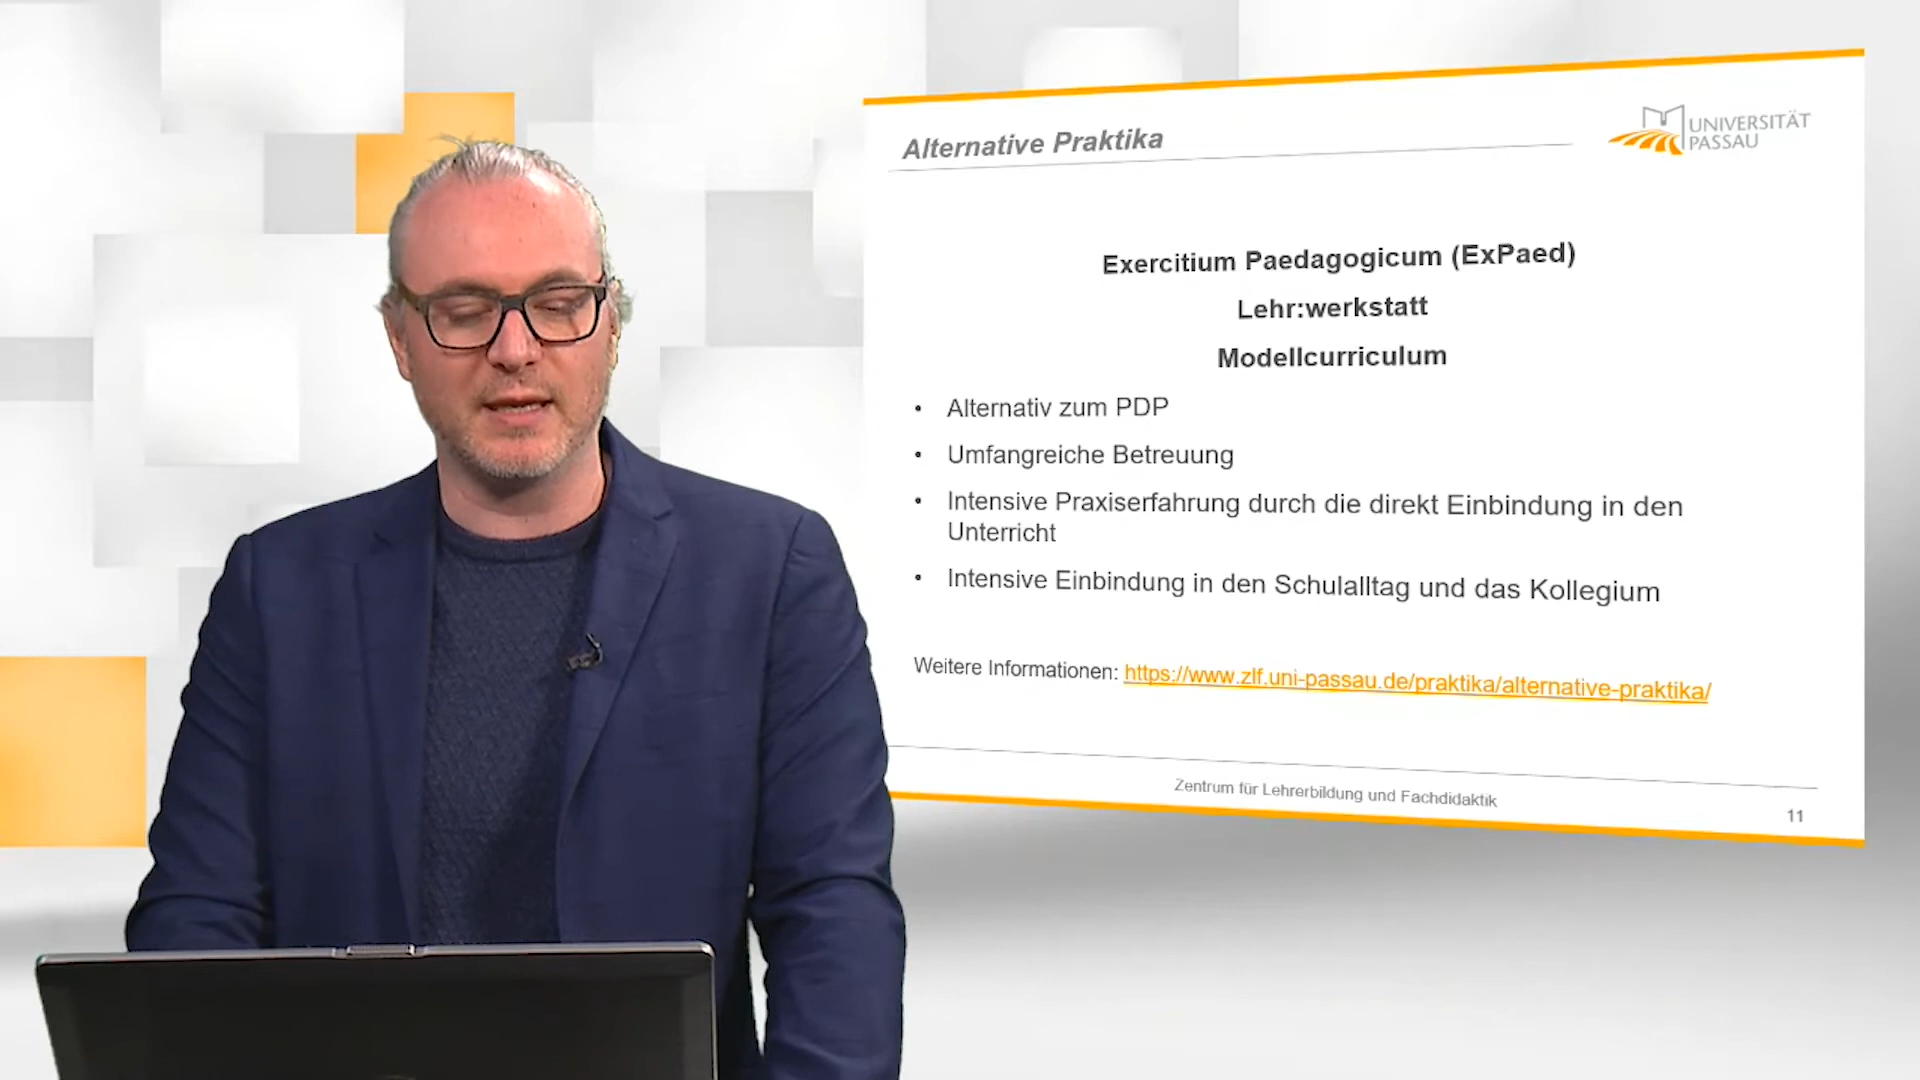 Alternative Praktika
UNIVERSITÄT
PASSAU
Exercitium Paedagogicum (ExPaed)
Lehr:werkstatt
Modellcurriculum
• Alternativ zum PDP
• Umfangreiche Betreuung
• Intensive Praxiserfahrung durch die direkt Einbindung in den
Unterricht
• Intensive Einbindung in den Schulalltag und das Kollegium
Weitere Informationen: https://www.zlf.uni-passau.de/praktika/alternative-praktika/
Zentrum für Lehrerbildung und Fachdidaktik
11